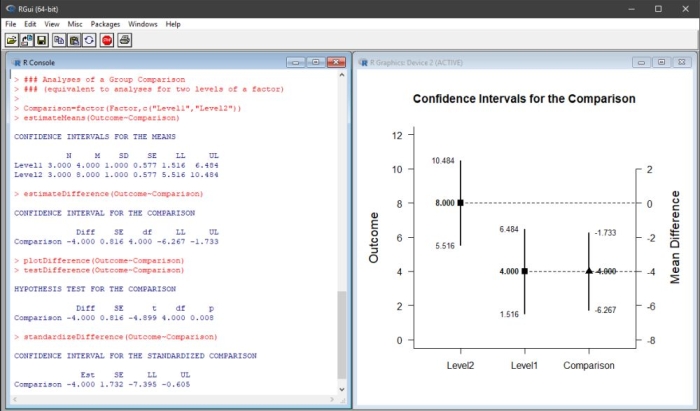 RGui (64-bit)
File Edit View Misc Packages Windows Help
R Console
> ### Analyses of a Group Comparison
> ### (equivalent to analyses for two levels of a factor)
>
> Comparison=factor(Factor,c("Level1","Level2"))
> estimateMeans(Outcome~Comparison)
CONFIDENCE INTERVALS FOR THE MEANS
N M SD SE LL UL
Level1 3.000 4.000 1.000 0.577 1.516 6.484
Level2 3.000 8.000 1.000 0.577 5.516 10.484
> estimateDifference(Outcome~Comparison)
CONFIDENCE INTERVAL FOR THE COMPARISON
Diff SE df LL UL
Comparison -4.000 0.816 4.000 -6.267 -1.733
> plotDifference(Outcome~Comparison)
> testDifference(Outcome~Comparison)
HYPOTHESIS TEST FOR THE COMPARISON
Diff SE t df p
Comparison -4.000 0.816 -4.899 4.000 0.008
> standardizeDifference(Outcome~Comparison)
CONFIDENCE INTERVAL FOR THE STANDARDIZED COMPARISON
Est SE LL UL
Comparison -4.000 1.732 -7.395 -0.605
R Graphics: Device 2 (ACTIVE)
Confidence Intervals for the Comparison
Outcome
12
10
8
6
4
2
0
10.484
8.000
5.516
6.484
4.000
1.516
-1.733
-4.000
-6.267
2
0
-2
-4
-6
-8
Mean Difference
Level2 Level1 Comparison